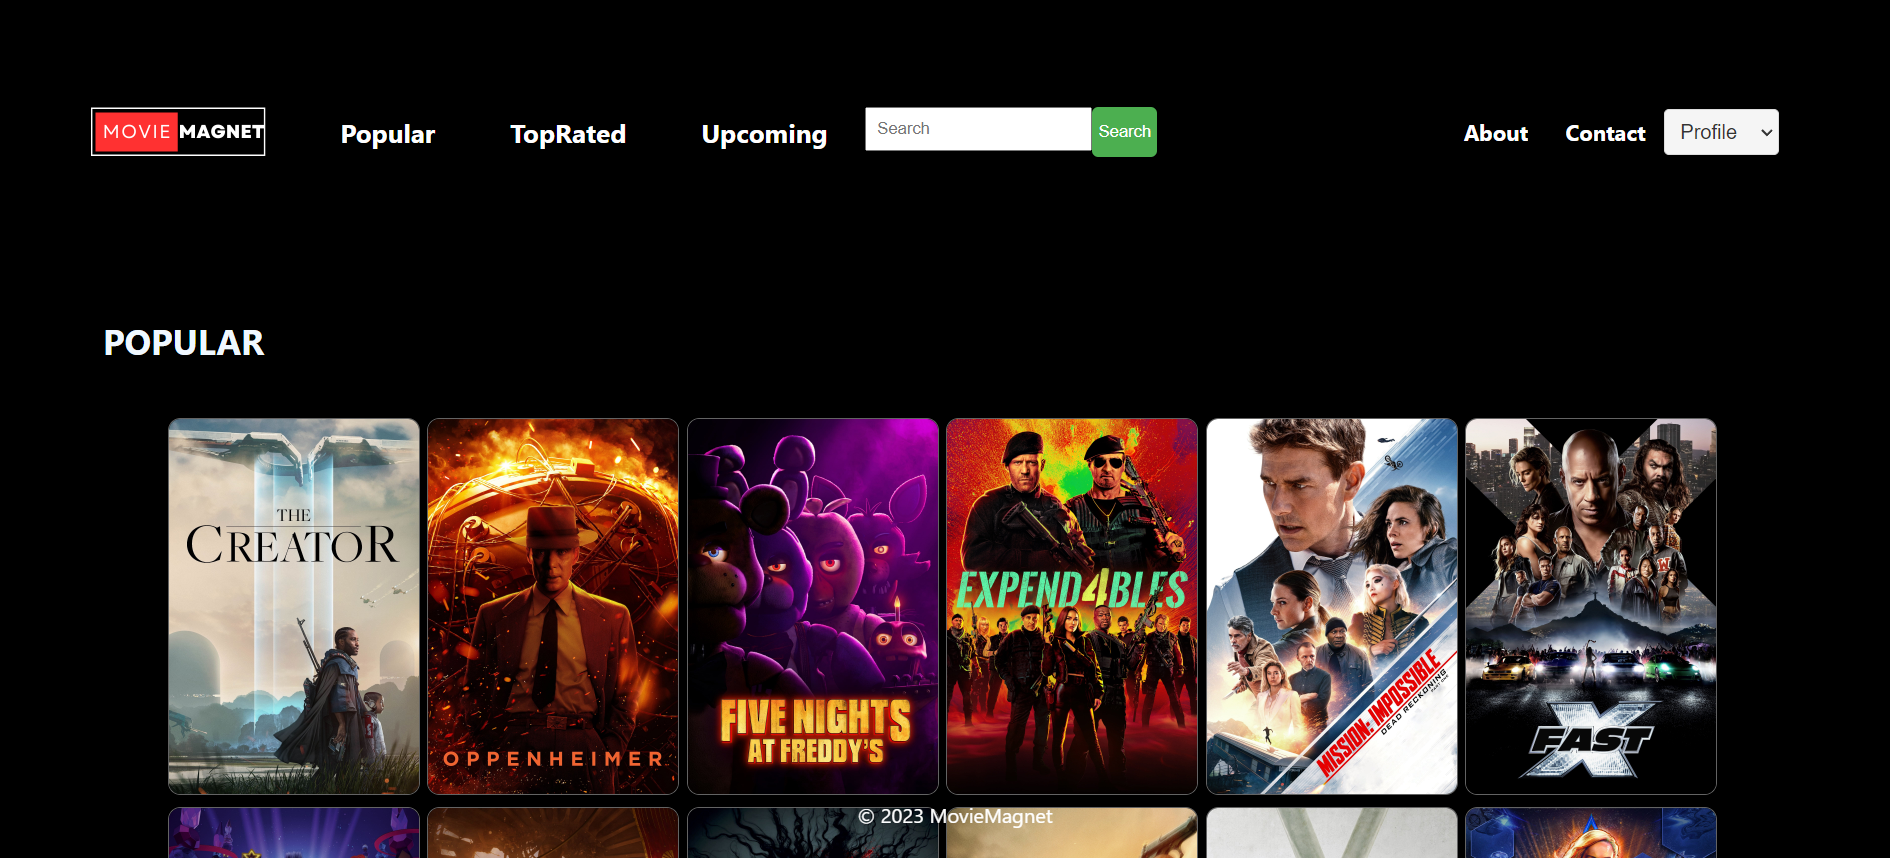 MOVIE MAGNET
Popular
TopRated
Upcoming
Search
Search
About
Contact
Profile
POPULAR
THE
CREATOR
OPPENHEIMER
FIVE NIGHTS
AT FREDDY'S
EXPEND4BLES
MISSION: IMPOSSIBLE
DEAD RECKONING
PART ONE
FAST X
© 2023 MovieMagnet